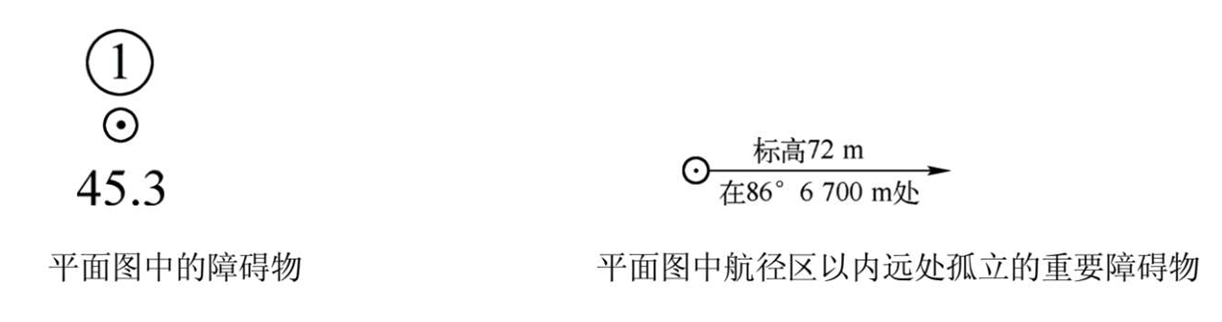 1
45.3
平面图中的障碍物
标高72 m
在86° 6 700 m处
平面图中航径区以内远处孤立的重要障碍物